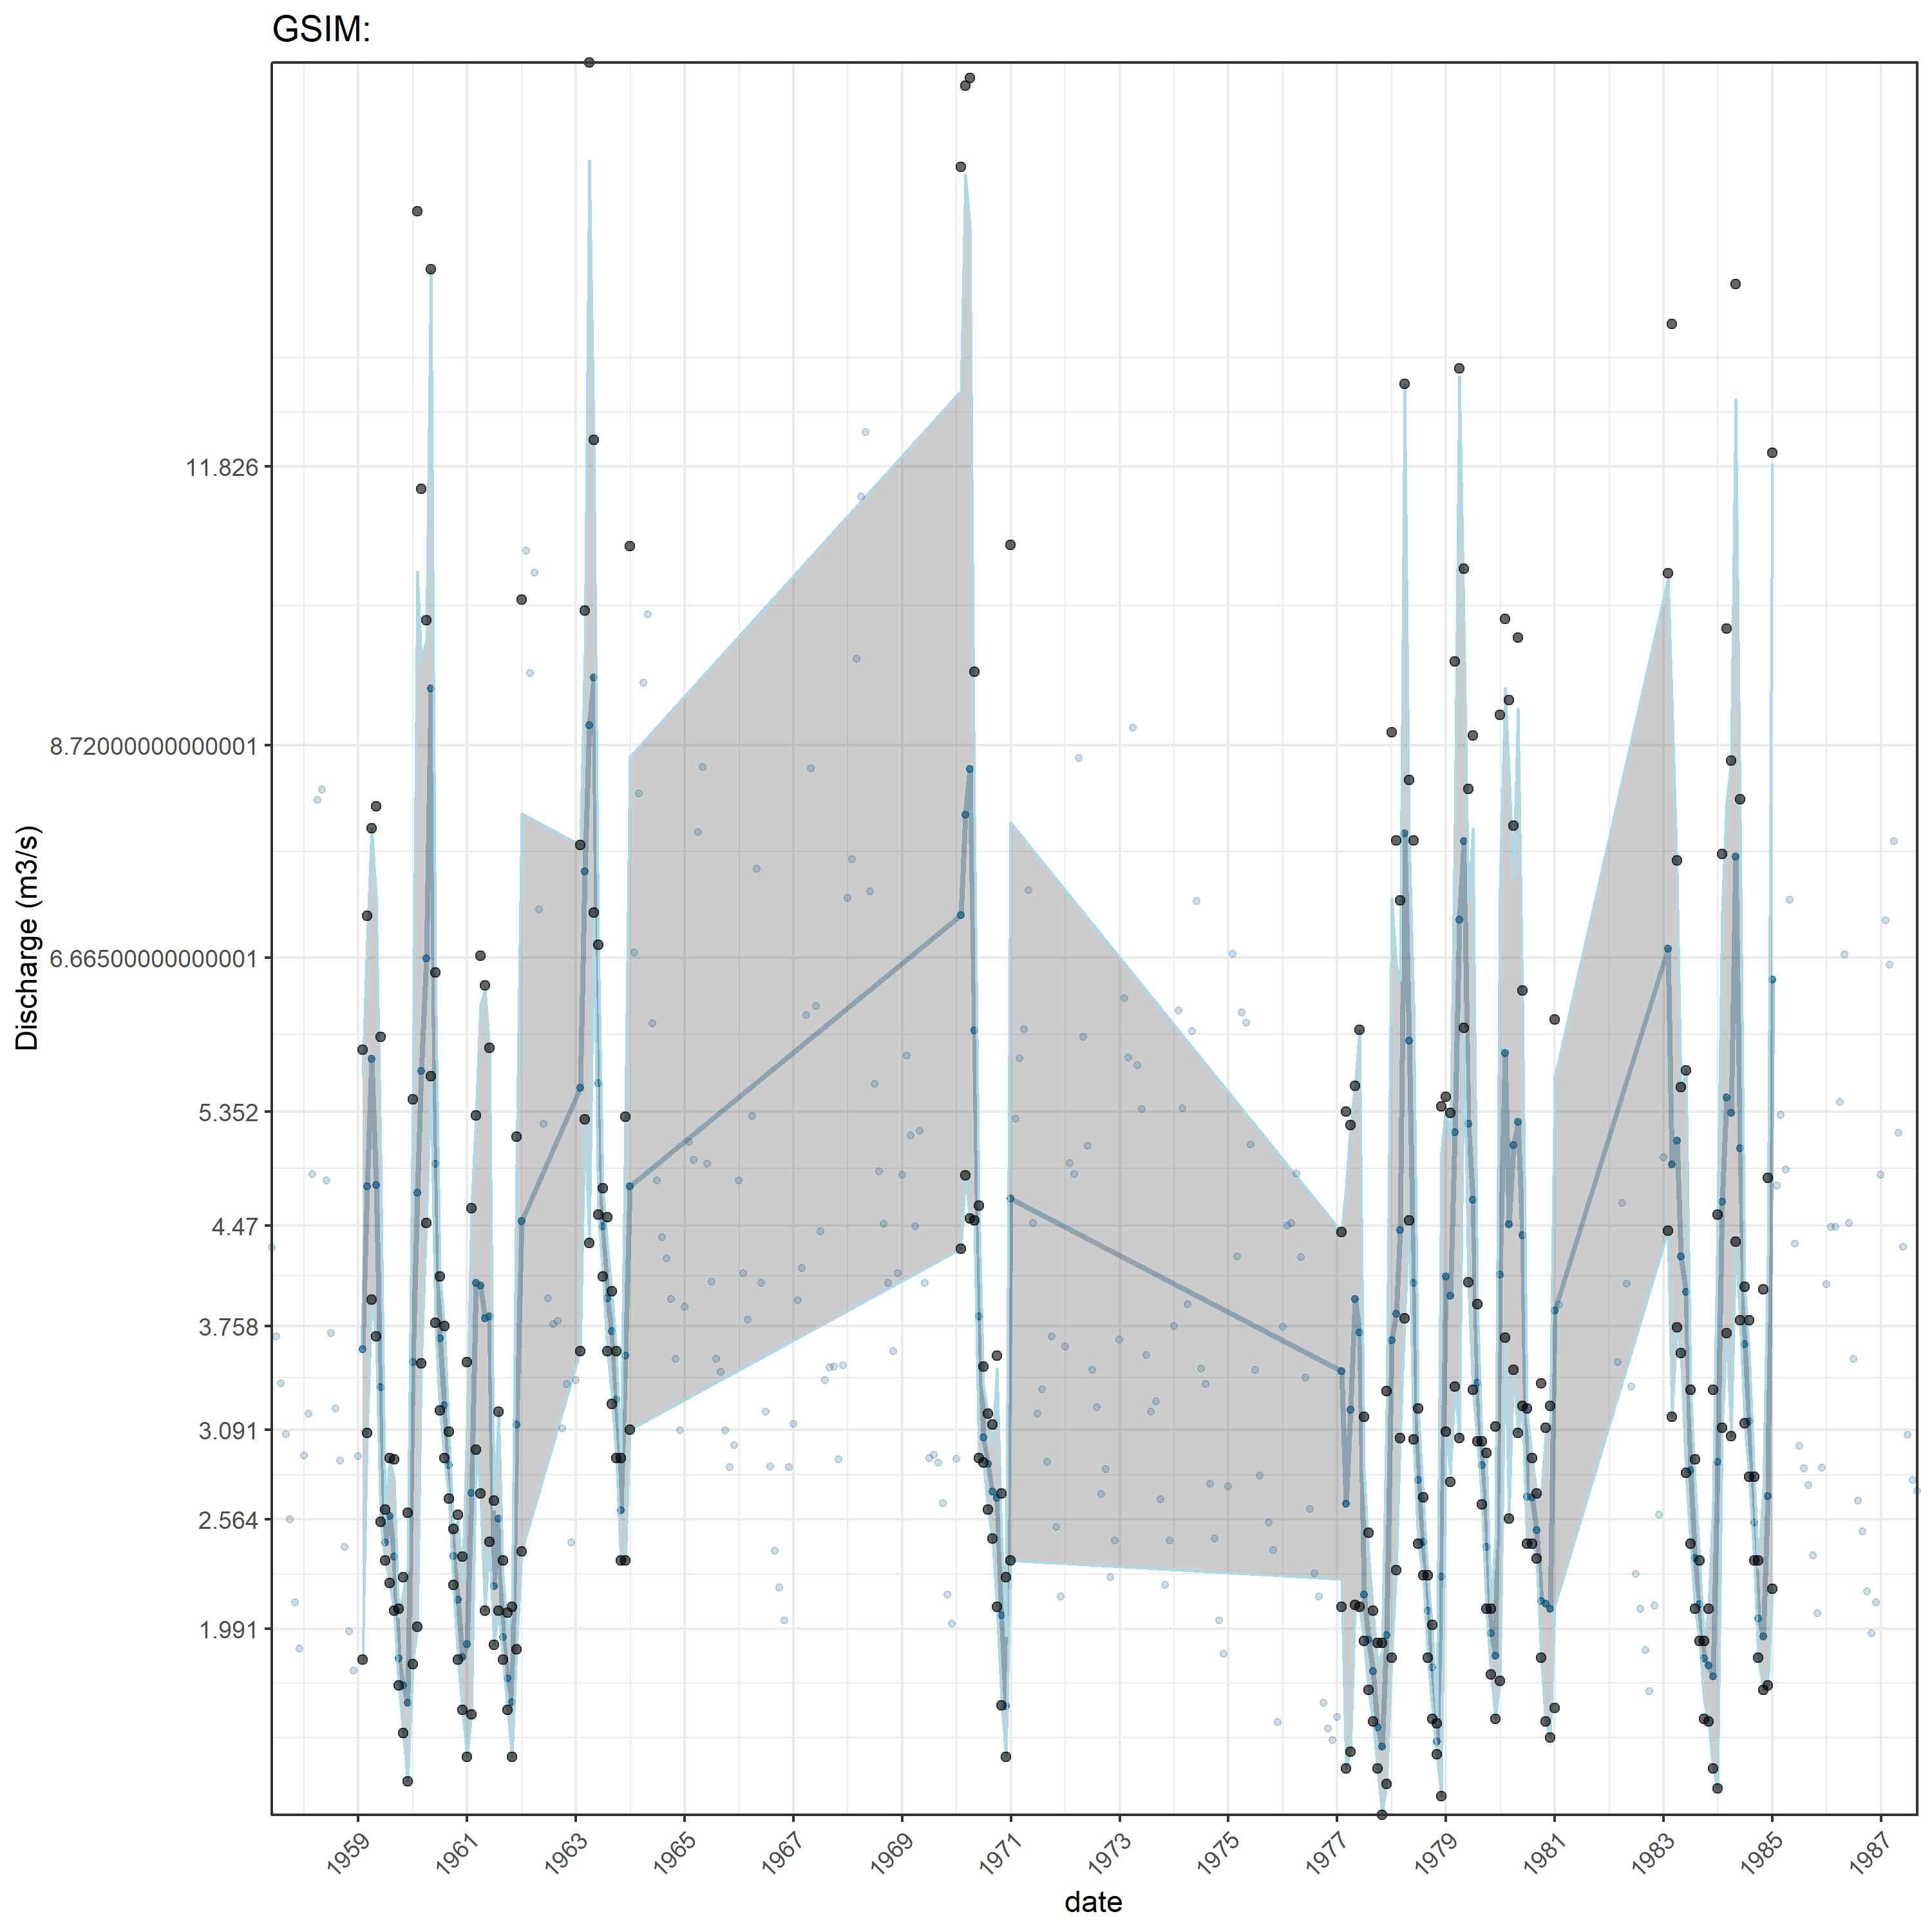 GSIM:
Discharge (m3/s)
11.826
8.72000000000001
6.66500000000001
5.352
4.47
3.758
3.091
2.564
1.991
1959 1961 1963 1965 1967 1969 1971 1973 1975 1977 1979 1981 1983 1985 1987
date